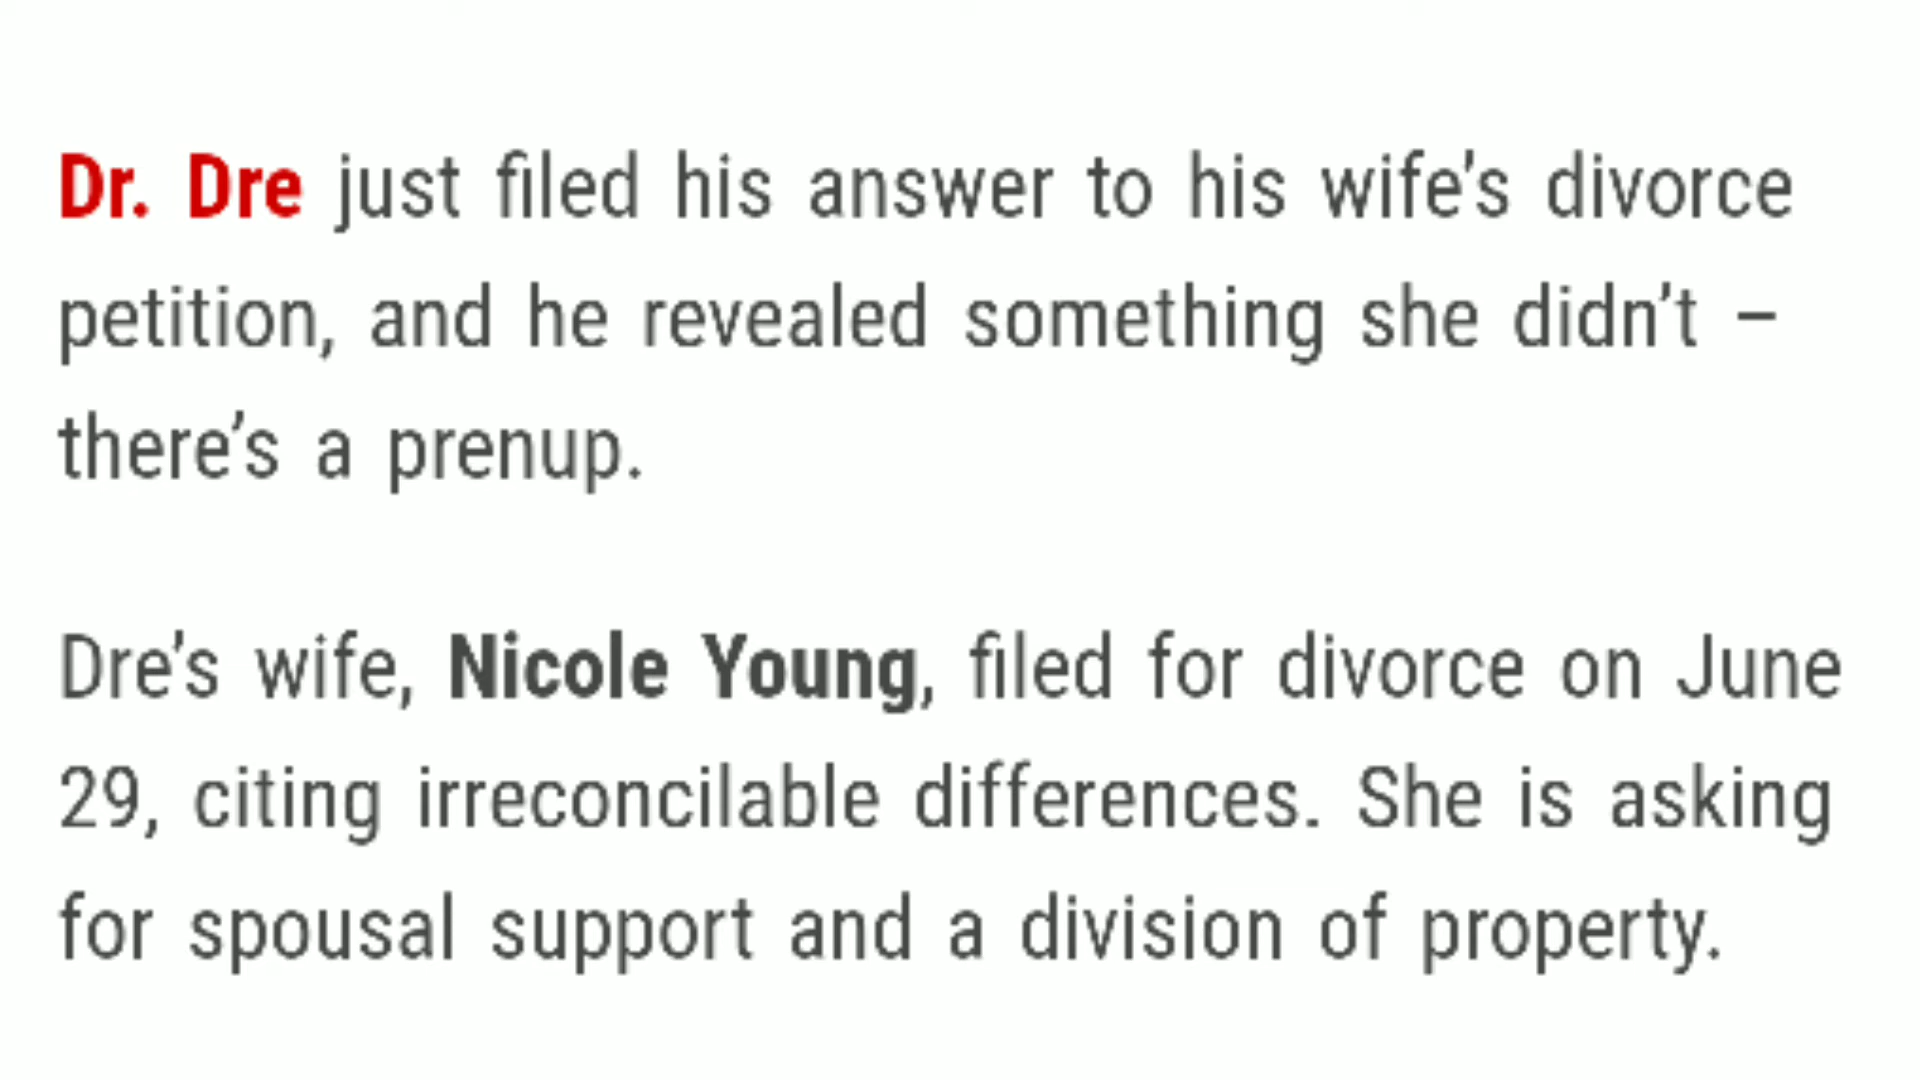 Dr. Dre just filed his answer to his wife’s divorce
petition, and he revealed something she didn’t –
there’s a prenup.
Dre’s wife, Nicole Young, filed for divorce on June
29, citing irreconcilable differences. She is asking
for spousal support and a division of property.